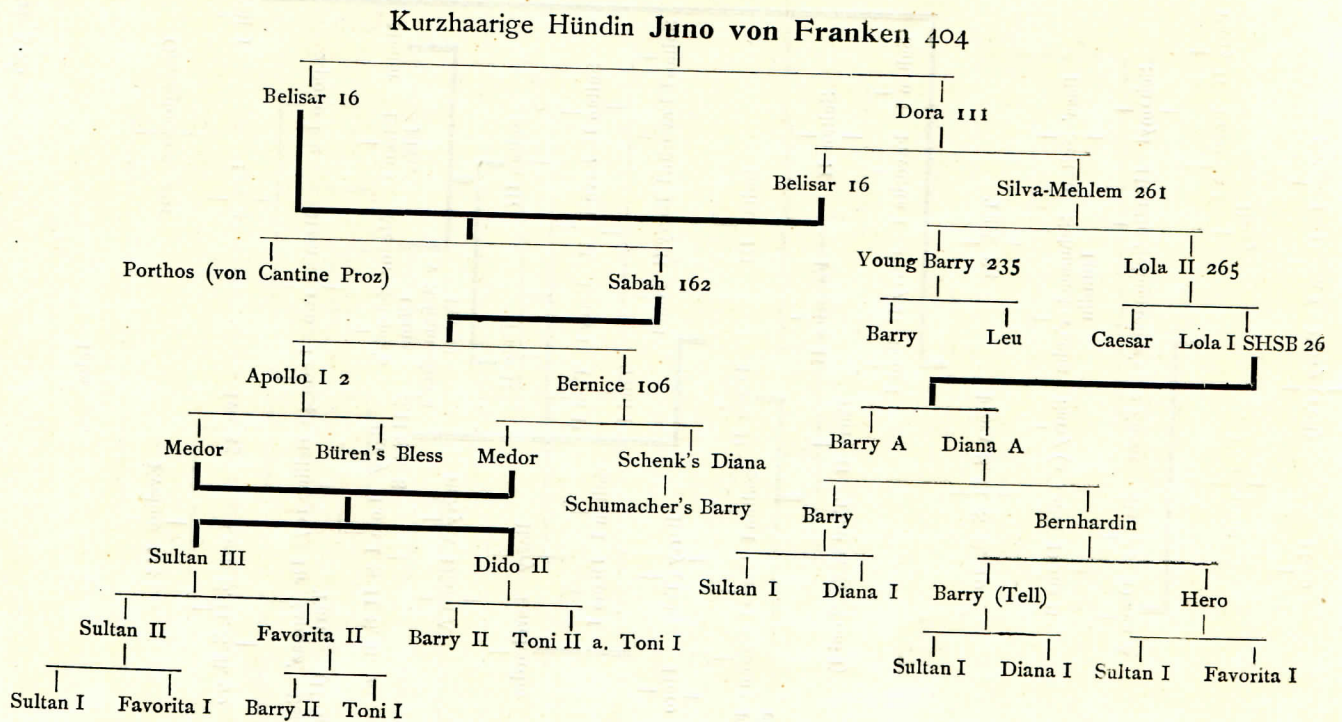 Kurzhaarige Hündin Juno von Franken 404
Belisar 16
Dora 111
Belisar 16
Silva-Mehlem 261
Porthos (von Cantine Proz)
Sabah 162
Young Barry 235
Lola II 265
Barry
Leu
Caesar
Lola I SHSB 26
Apollo I 2
Bernice 106
Medor
Büren's Bless
Medor
Schenk's Diana
Barry A
Diana A
Schumacher's Barry
Barry
Bernhardin
Sultan III
Dido II
Sultan I
Diana I
Barry (Tell)
Hero
Sultan II
Favorita II
Barry II
Toni II a. Toni I
Sultan I
Diana I
Sultan I
Favorita I
Sultan I
Favorita I
Barry II
Toni I